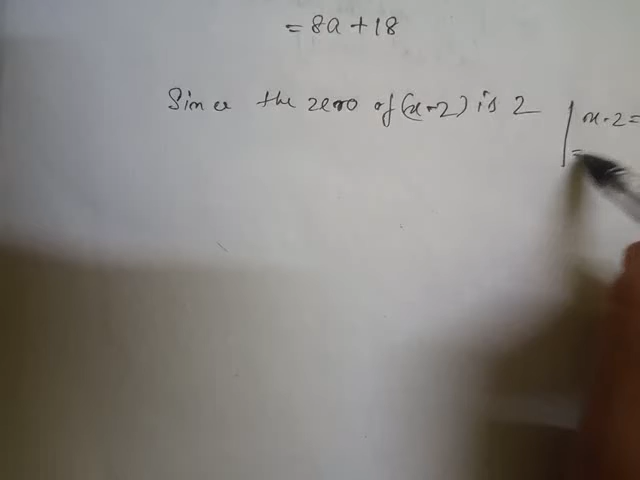 = 8a + 18
Since the zero of (x-2) is 2
x-2=
=